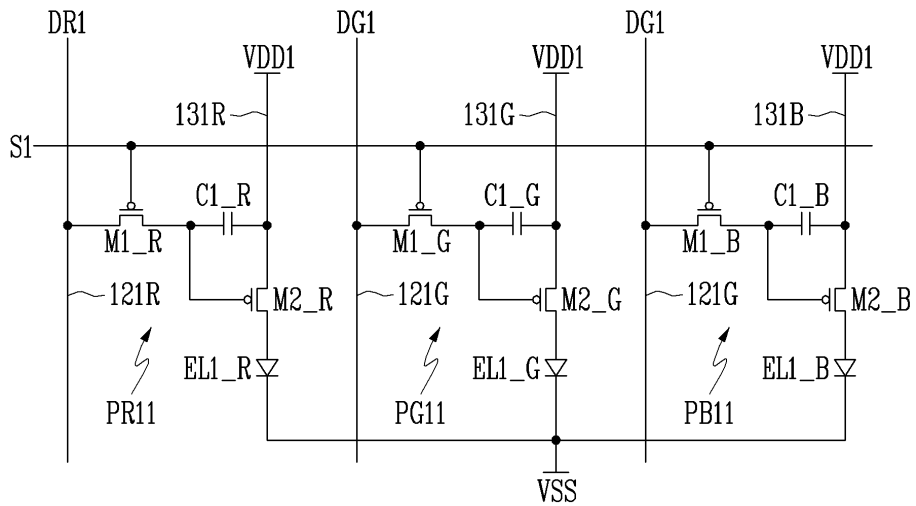 DR1 DG1 DG1
VDD1 VDD1 VDD1
131R 131G 131B
S1
C1_R C1_G C1_B
M1_R M1_G M1_B
121R M2_R 121G M2_G 121G M2_B
EL1_R EL1_G EL1_B
PR11 PG11 PB11
VSS